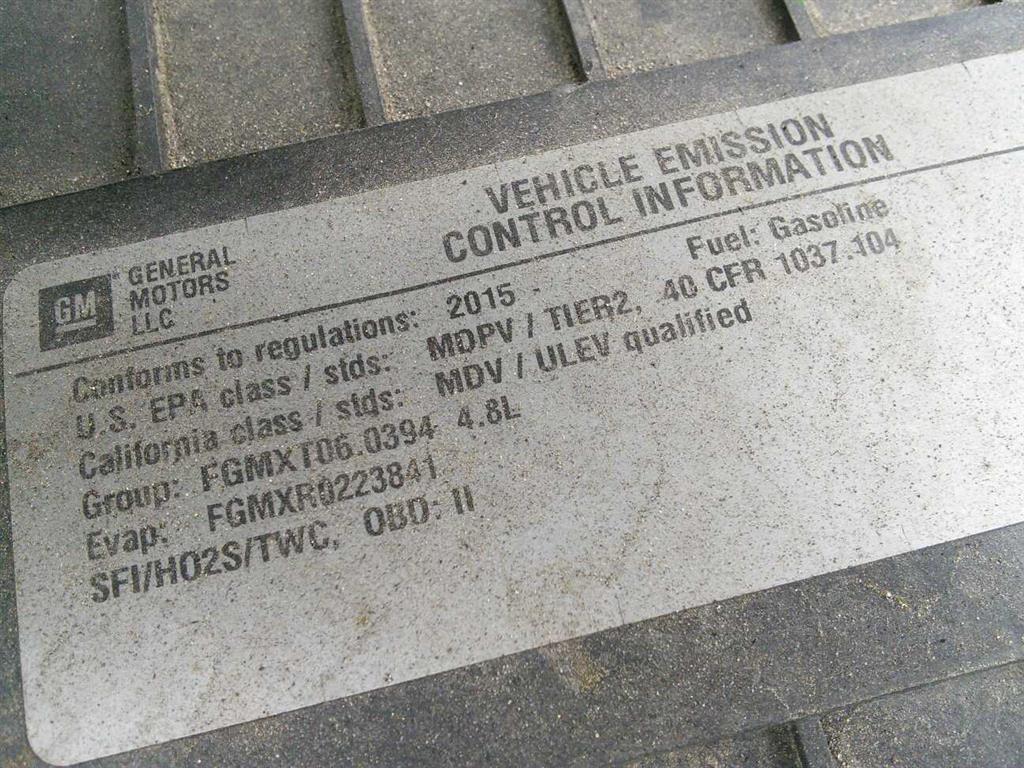 VEHICLE EMISSION
CONTROL INFORMATION
GM
GENERAL
MOTORS
LLC
Conforms to regulations: 2015 - Fuel: Gasoline
U.S. EPA class / stds: MDPV / TIER2, 40 CFR 1037.104
California class / stds: MDV / ULEV qualified
Group: FGMXT06.0394 4.8L
Evap: FGMXR0223841
SFI/HO2S/TWC, OBD: II